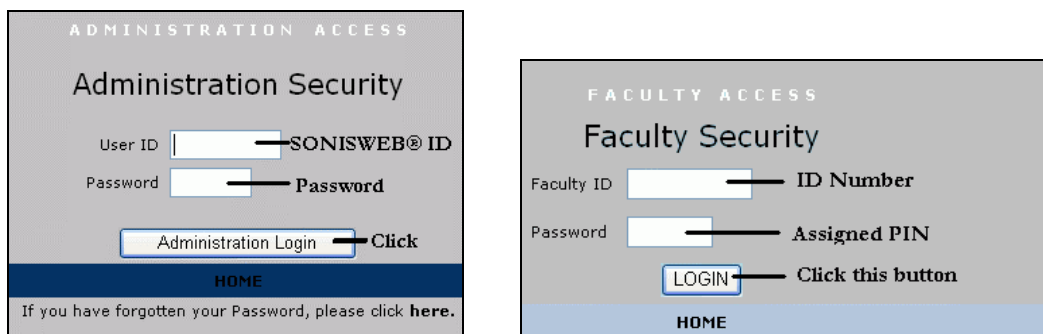 ADMINISTRATION ACCESS
Administration Security
User ID SONISWEB® ID
Password Password
Administration Login Click
HOME
If you have forgotten your Password, please click here.
FACULTY ACCESS
Faculty Security
Faculty ID ID Number
Password Assigned PIN
LOGIN Click this button
HOME